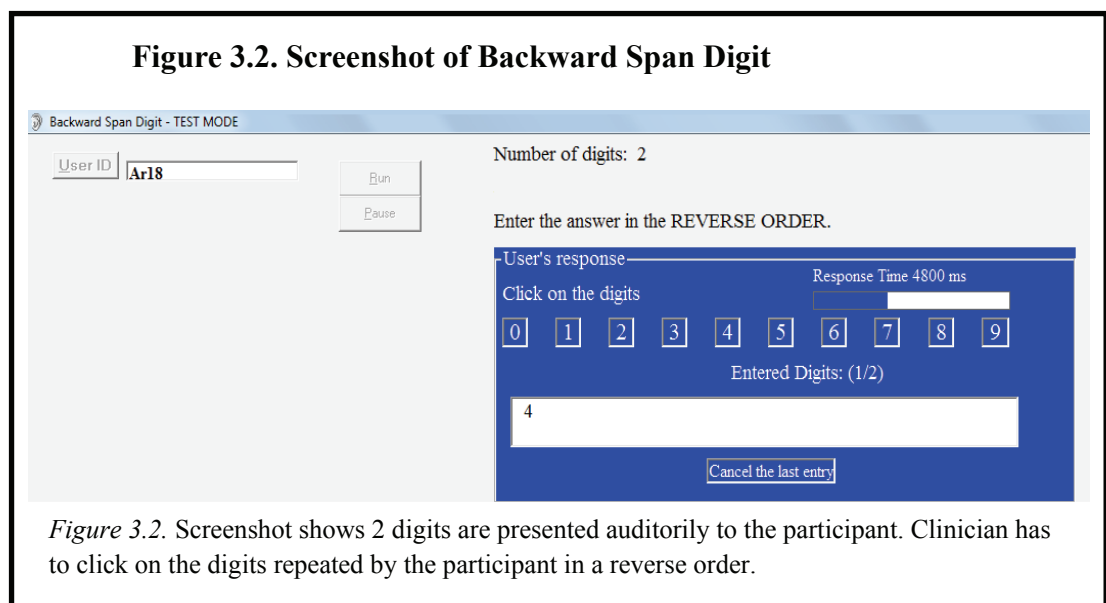 Figure 3.2. Screenshot of Backward Span Digit
Backward Span Digit - TEST MODE
User ID Ar18
Run
Pause
Number of digits: 2
Enter the answer in the REVERSE ORDER.
User's response
Response Time 4800 ms
Click on the digits
0 1 2 3 4 5 6 7 8 9
Entered Digits: (1/2)
4
Cancel the last entry
Figure 3.2. Screenshot shows 2 digits are presented auditorily to the participant. Clinician has
to click on the digits repeated by the participant in a reverse order.